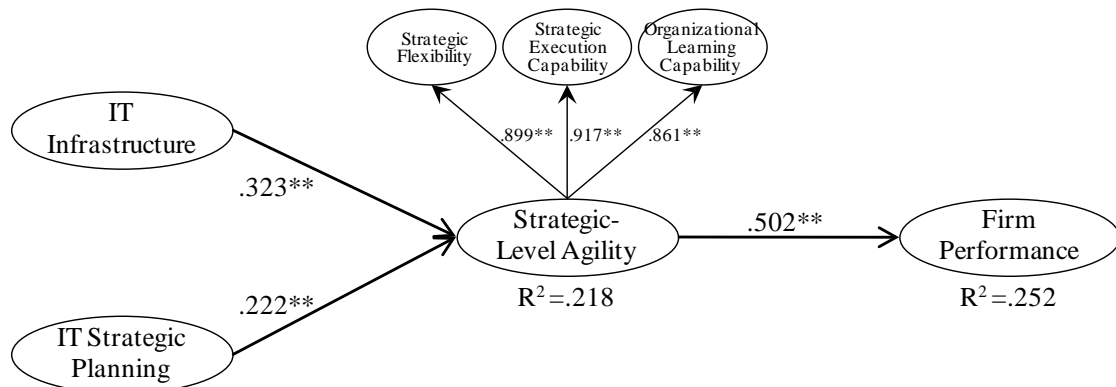 Strategic
Flexibility
Strategic
Execution
Capability
Organizational
Learning
Capability
IT
Infrastructure
.899**
.917**
.861**
.323**
Strategic-
Level Agility
.502**
Firm
Performance
R² =.218
R² =.252
.222**
IT Strategic
Planning